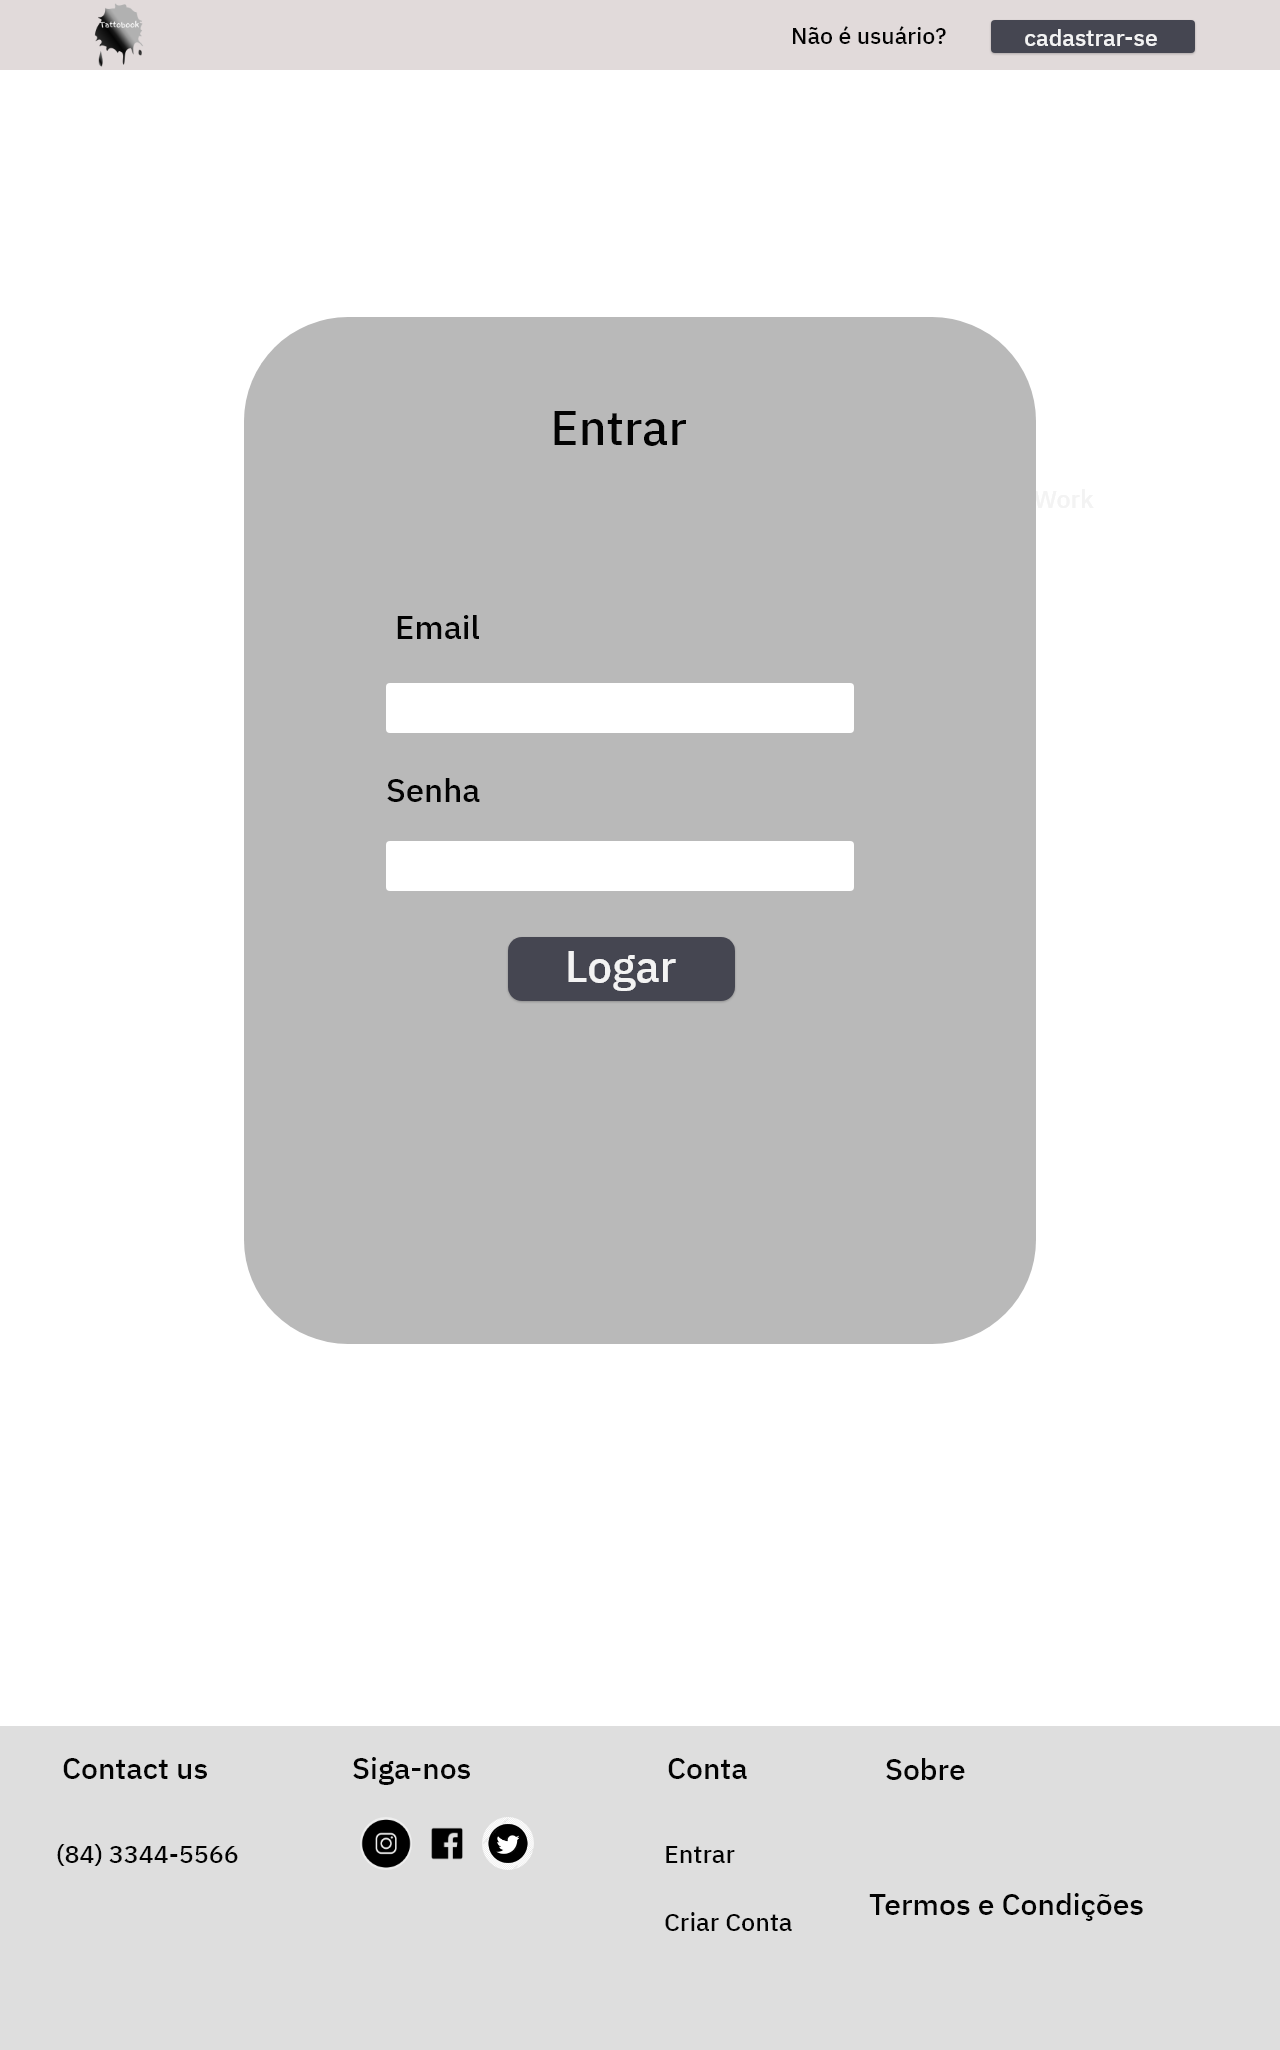 Tattobook
Não é usuário?
cadastrar-se
Entrar
Work
Email
Senha
Logar
Contact us
Siga-nos
Conta
Sobre
(84) 3344-5566
Entrar
Termos e Condições
Criar Conta